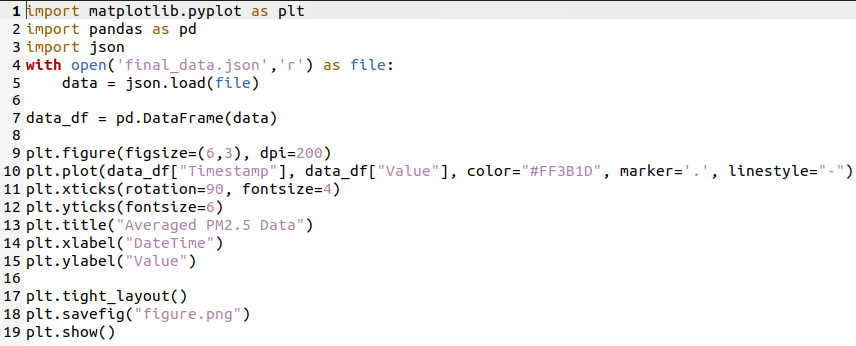 1 import matplotlib.pyplot as plt
2 import pandas as pd
3 import json
4 with open('final_data.json','r') as file:
5     data = json.load(file)
6
7 data_df = pd.DataFrame(data)
8
9 plt.figure(figsize=(6,3), dpi=200)
10 plt.plot(data_df["Timestamp"], data_df["Value"], color="#FF3B1D", marker='.', linestyle="-")
11 plt.xticks(rotation=90, fontsize=4)
12 plt.yticks(fontsize=6)
13 plt.title("Averaged PM2.5 Data")
14 plt.xlabel("DateTime")
15 plt.ylabel("Value")
16
17 plt.tight_layout()
18 plt.savefig("figure.png")
19 plt.show()